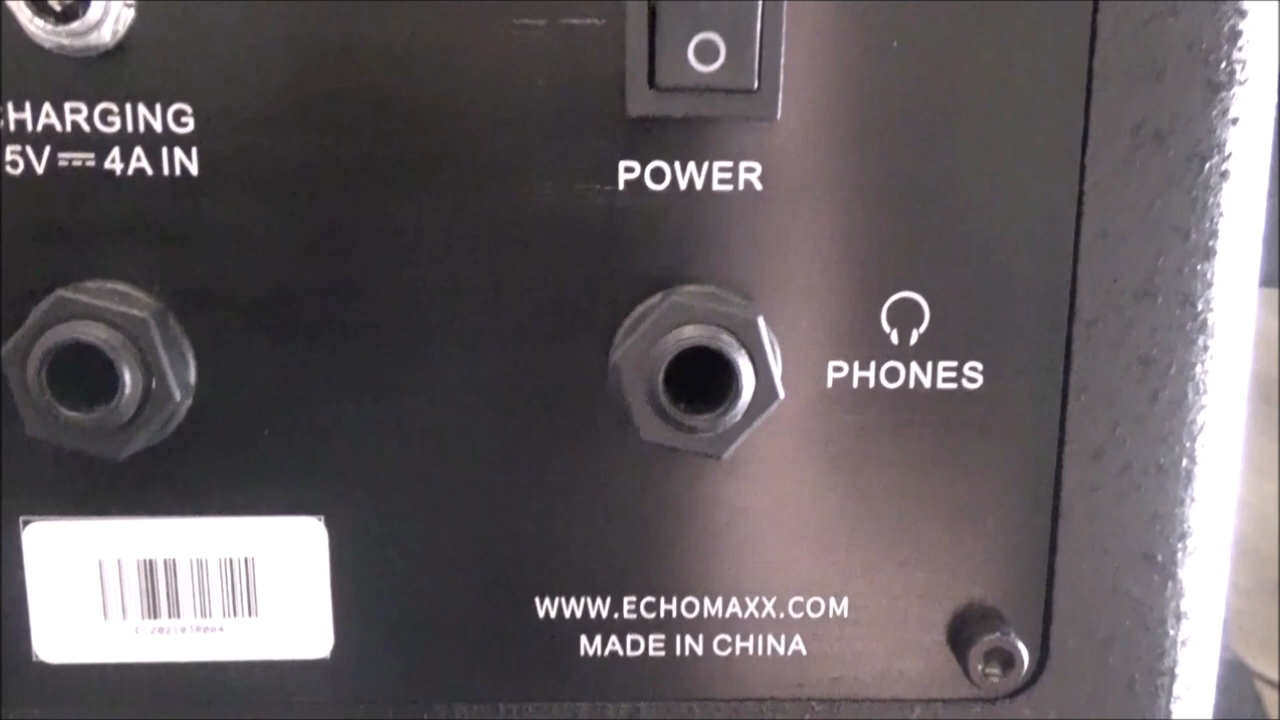 HARGING
5V 4A IN
POWER
PHONES
WWW.ECHOMAXX.COM
MADE IN CHINA